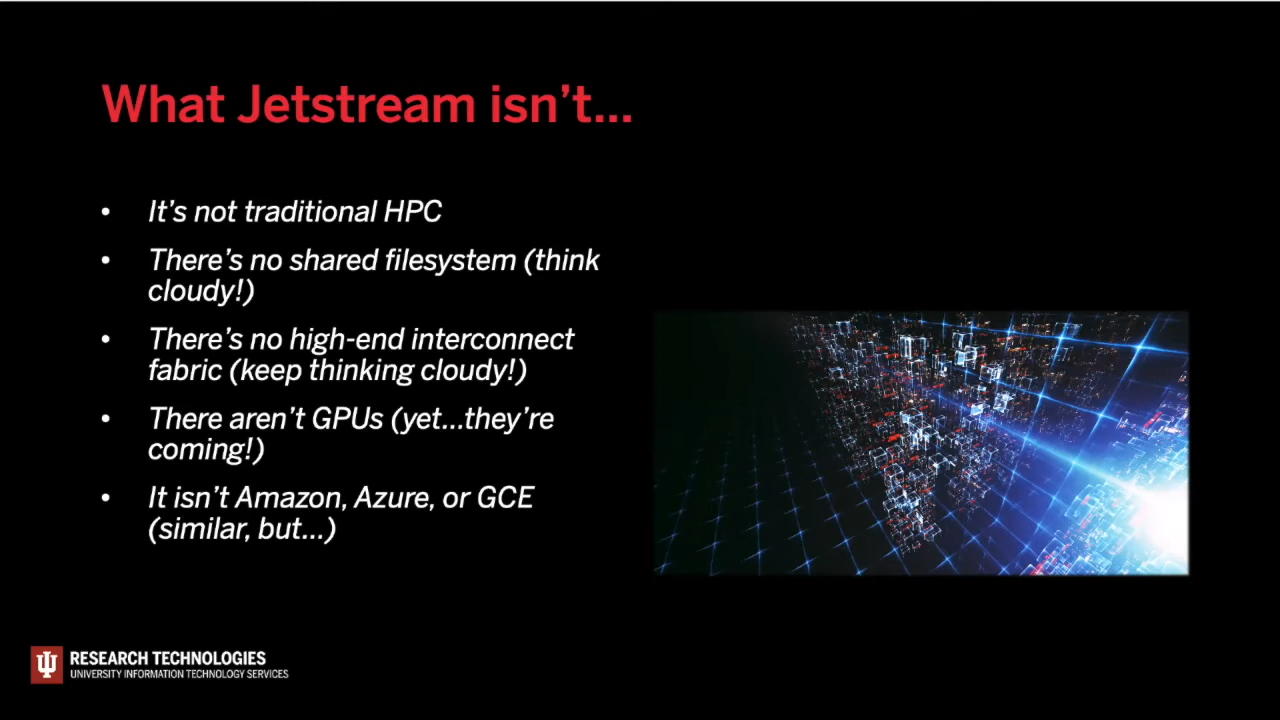 What Jetstream isn’t...
• It’s not traditional HPC
• There’s no shared filesystem (think
cloudy!)
• There’s no high-end interconnect
fabric (keep thinking cloudy!)
• There aren’t GPUs (yet...they’re
coming!)
• It isn’t Amazon, Azure, or GCE
(similar, but...)
RESEARCH TECHNOLOGIES
UNIVERSITY INFORMATION TECHNOLOGY SERVICES